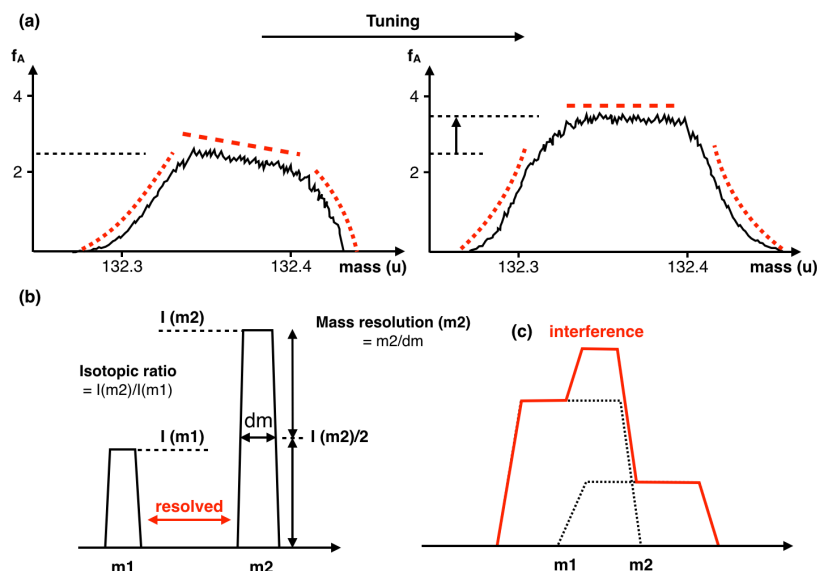 (a)
Tuning
fA
4
2
132.3
132.4
mass (u)
fA
4
2
132.3
132.4
mass (u)
(b)
I (m2)
Mass resolution (m2)
= m2/dm
Isotopic ratio
= I(m2)/I(m1)
I (m1)
dm
I (m2)/2
resolved
m1
m2
(c)
interference
m1
m2